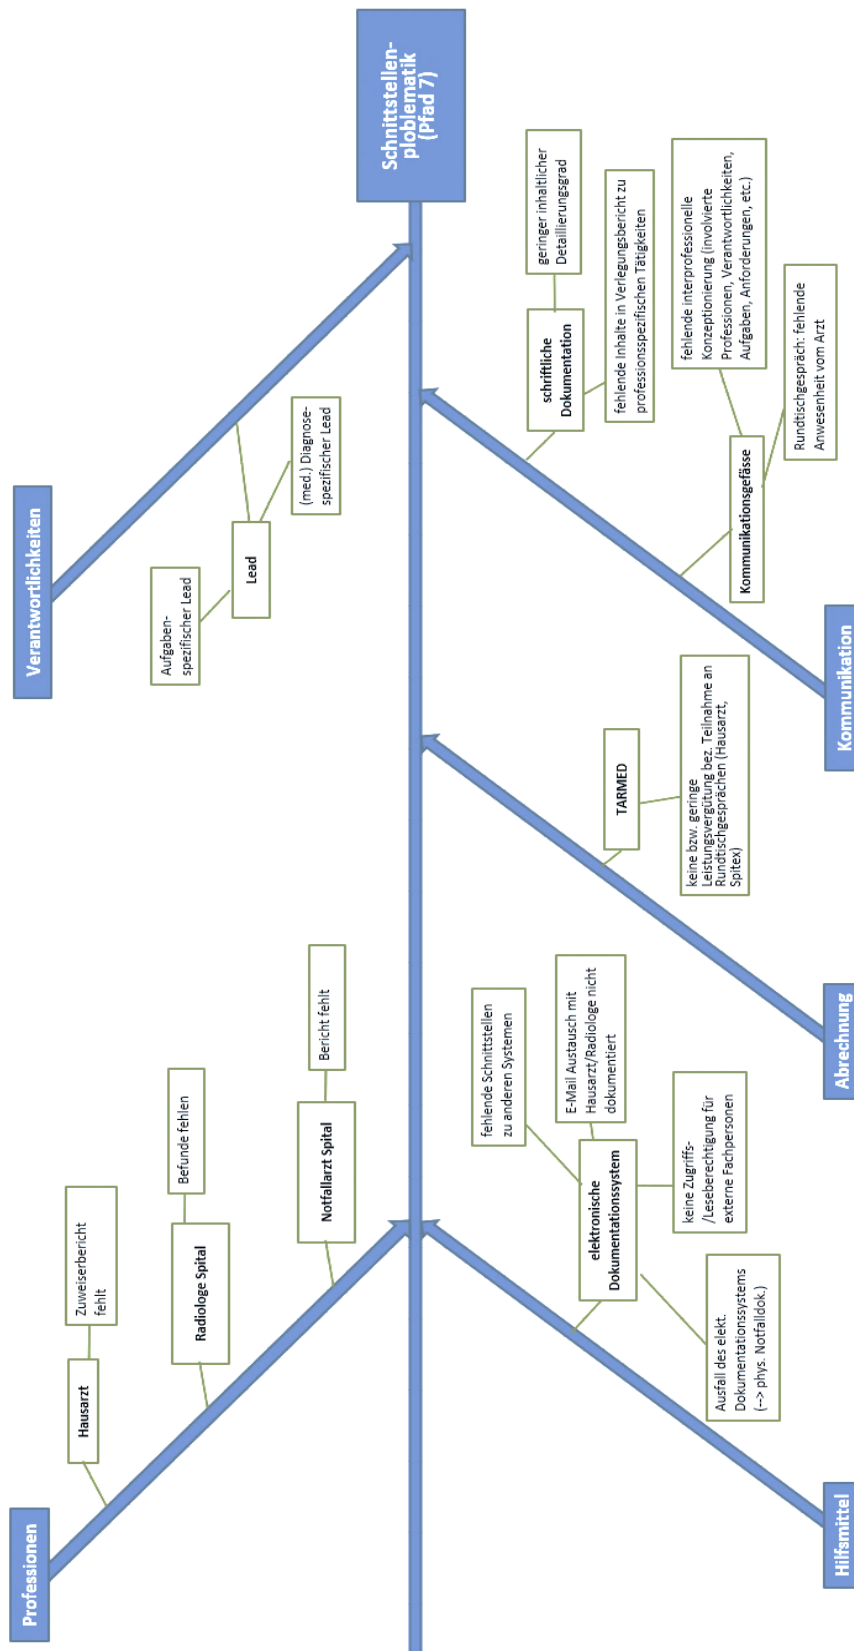 Professionen
Hausarzt
Zuweiserbericht
fehlt
Radiologe Spital
Befunde fehlen
Notfallarzt Spital
Bericht fehlt
Verantwortlichkeiten
Aufgaben-
spezifischer Lead
Lead
(med.) Diagnose-
spezifischer Lead
Schnittstellen-
ploblematik
(Pfad 7)
Hilfsmittel
elektronische
Dokumentationssystem
fehlende Schnittstellen
zu anderen Systemen
E-Mail Austausch mit
Hausarzt/Radiologe nicht
dokumentiert
keine Zugriffs-
/Leseberechtigung für
externe Fachpersonen
Ausfall des elekt.
Dokumentationssystems
(--> phys. Notfalldok.)
Abrechnung
TARMED
keine bzw. geringe
Leistungsvergütung bez. Teilnahme an
Rundtischgesprächen (Hausarzt,
Spitex)
Kommunikation
schriftliche
Dokumentation
geringer inhaltlicher
Detaillierungsgrad
fehlende Inhalte in Verlegungsbericht zu
professionsspezifischen Tätigkeiten
Kommunikationsgefässe
fehlende interprofessionelle
Konzeptionierung (involvierte
Professionen, Verantwortlichkeiten,
Aufgaben, Anforderungen, etc.)
Rundtischgespräch: fehlende
Anwesenheit vom Arzt